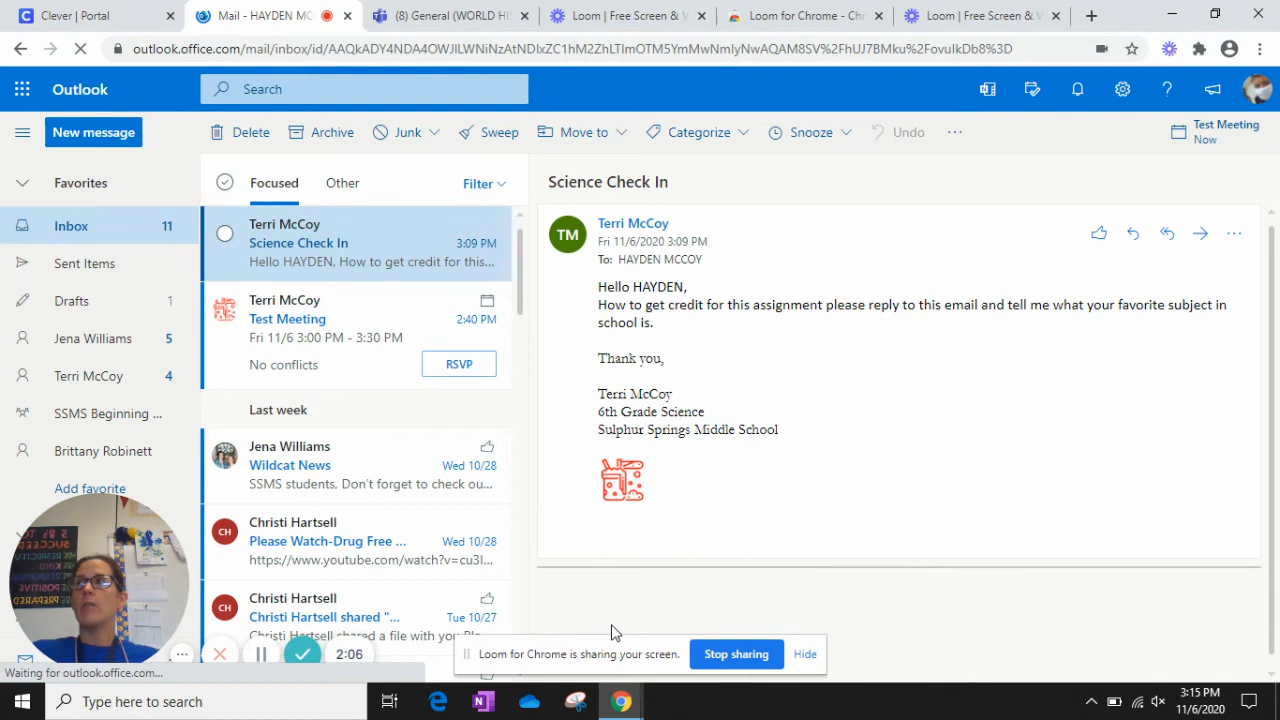 Clever | Portal
Mail - HAYDEN MC
(8) General (WORLD HIS
Loom | Free Screen & V
Loom for Chrome - Chr
Loom | Free Screen & V
outlook.office.com/mail/inbox/id/AAQkADY4NDA4OWJlLWNiNzAtNDIxZC1hM2ZhLTlmOTM5YmMwNmIyNwAQAM8SV%2FhUJ7BMku%2FovuIkDb8%3D
Outlook
Search
New message
Delete
Archive
Junk
Sweep
Move to
Categorize
Snooze
Undo
Test Meeting
Now
Favorites
Inbox 11
Sent Items
Drafts 1
Jena Williams 5
Terri McCoy 4
SSMS Beginning ...
Brittany Robinett
Add favorite
Focused
Other
Filter
Terri McCoy
Science Check In 3:09 PM
Hello HAYDEN, How to get credit for this...
Terri McCoy
Test Meeting 2:40 PM
Fri 11/6 3:00 PM - 3:30 PM
No conflicts
RSVP
Last week
Jena Williams
Wildcat News Wed 10/28
SSMS students, Don't forget to check ou...
CH
Christi Hartsell
Please Watch-Drug Free ... Wed 10/28
https://www.youtube.com/watch?v=cu3l...
CH
Christi Hartsell
Christi Hartsell shared "... Tue 10/27
Christi Hartsell shared a file with you
Science Check In
TM
Terri McCoy
Fri 11/6/2020 3:09 PM
To: HAYDEN MCCOY
Hello HAYDEN,
How to get credit for this assignment please reply to this email and tell me what your favorite subject in
school is.
Thank you,
Terri McCoy
6th Grade Science
Sulphur Springs Middle School
2:06
Loom for Chrome is sharing your screen.
Stop sharing
Hide
Waiting for outlook.office.com...
Type here to search
3:15 PM
11/6/2020